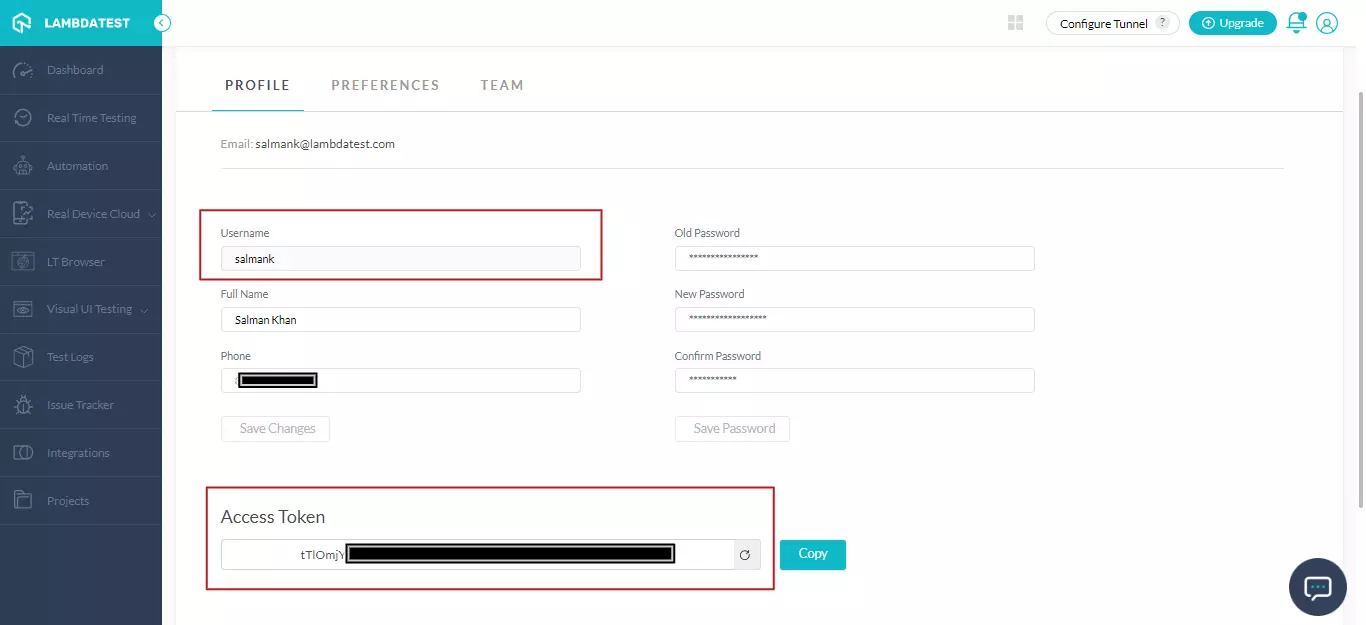 LAMBDATEST
Configure Tunnel ?
Upgrade
Dashboard
Real Time Testing
Automation
Real Device Cloud
LT Browser
Visual UI Testing
Test Logs
Issue Tracker
Integrations
Projects
PROFILE PREFERENCES TEAM
Email: salmank@lambdatest.com
Username
salmank
Old Password
****************
Full Name
Salman Khan
New Password
******************
Phone
Confirm Password
***********
Save Changes
Save Password
Access Token
tTlOmjY
Copy